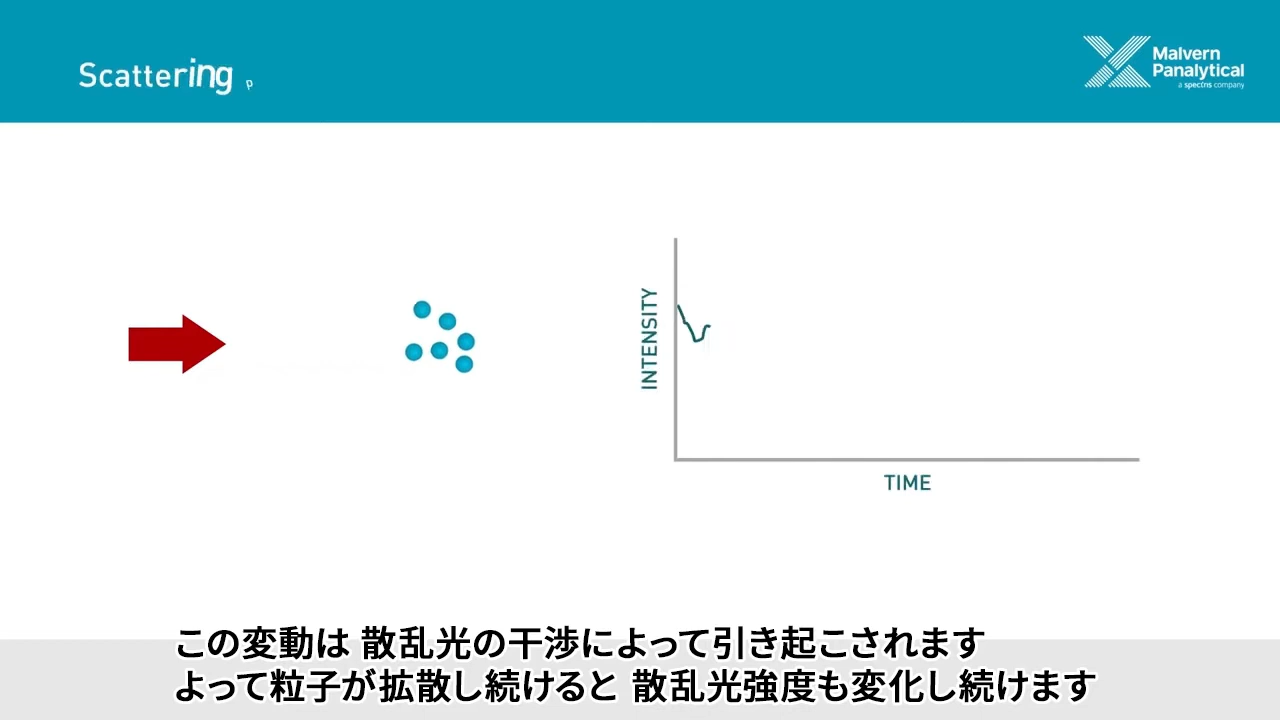 Scattering p
Malvern
Panalytical
a spectris company
INTENSITY
TIME
この変動は 散乱光の干渉によって引き起こされます
よって粒子が拡散し続けると 散乱光強度も変化し続けます